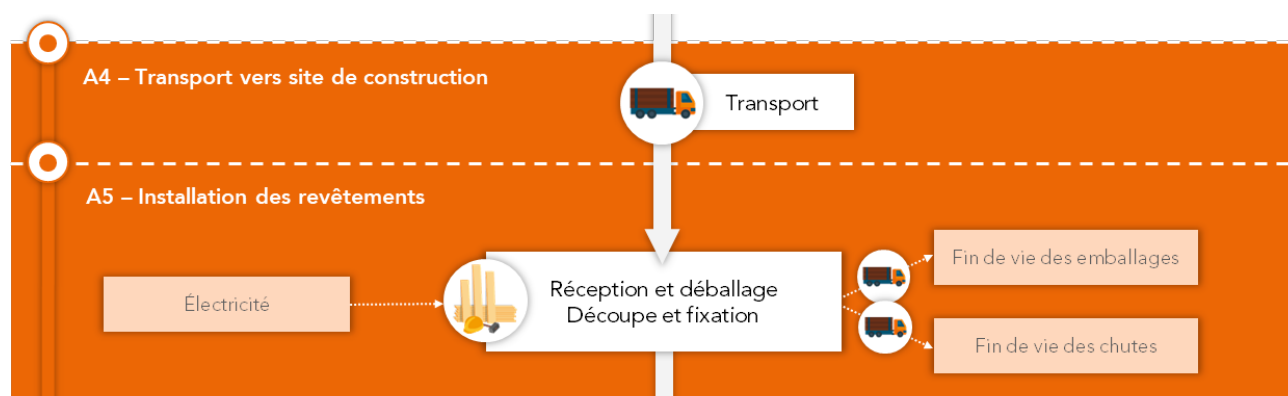 A4 – Transport vers site de construction
Transport
A5 – Installation des revêtements
Électricité
Réception et déballage
Découpe et fixation
Fin de vie des emballages
Fin de vie des chutes